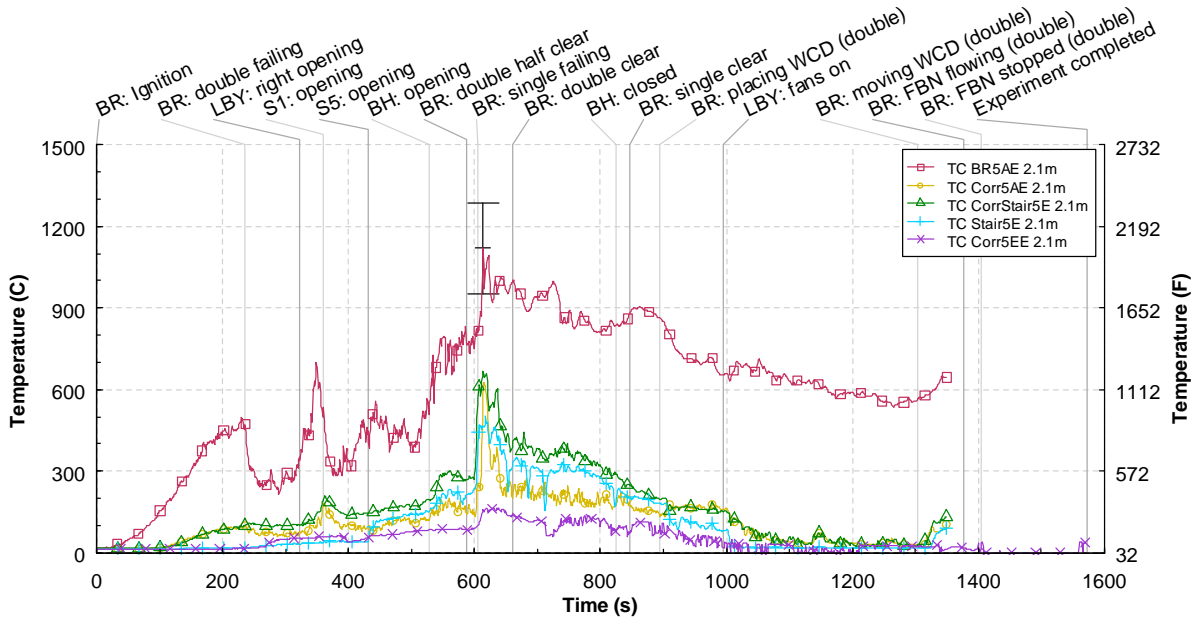 BR: Ignition
BR: double failing
LBY: right opening
S1: opening
S5: opening
BH: opening
BR: double half clear
BR: single failing
BR: double clear
BH: closed
BR: single clear
BR: placing WCD (double)
LBY: fans on
BR: moving WCD (double)
BR: FBN flowing (double)
BR: FBN stopped (double)
Experiment completed
1500
1200
900
600
300
0
Temperature (C)
2732
2192
1652
1112
572
32
Temperature (F)
TC BR5AE 2.1m
TC Corr5AE 2.1m
TC CorrStair5E 2.1m
TC Stair5E 2.1m
TC Corr5EE 2.1m
0 200 400 600 800 1000 1200 1400 1600
Time (s)